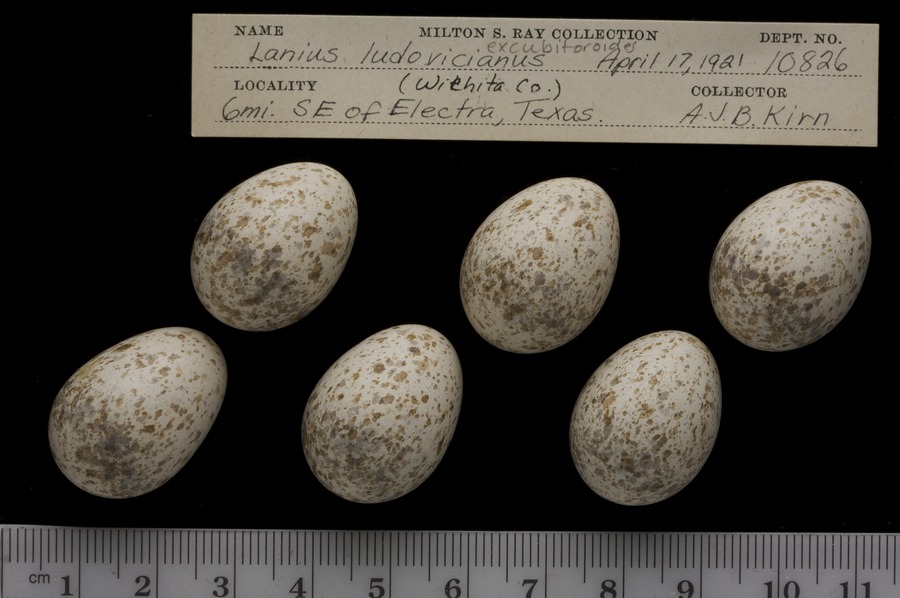 NAME MILTON S. RAY COLLECTION DEPT. NO.
excubitoroides
Lanius ludovicianus April 17, 1921 10826
LOCALITY (Wichita Co.) COLLECTOR
6mi. SE of Electra, Texas. A.J.B. Kirn
cm 1 2 3 4 5 6 7 8 9 10 11